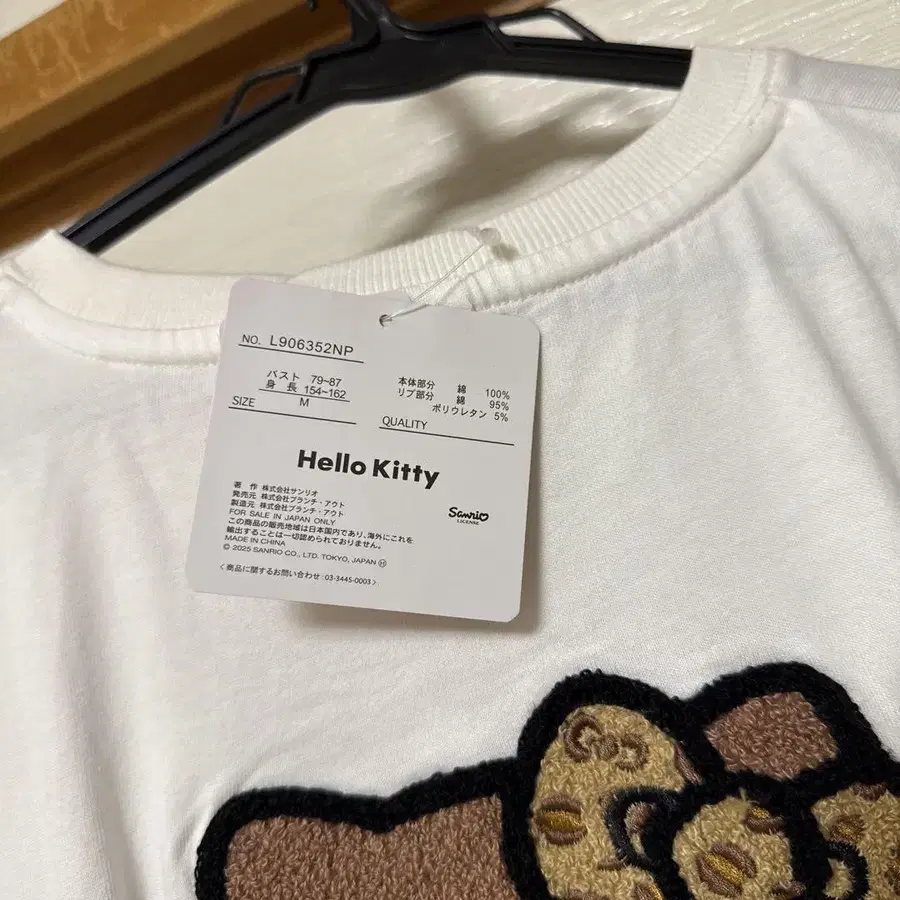 NO. L906352NP
バスト 79~87
身長 154~162
SIZE M
本体部分 綿 100%
リブ部分 綿 95%
ポリウレタン 5%
QUALITY
Hello Kitty
著 作 株式会社サンリオ
発売元 株式会社ブランチ・アウト
製造元 株式会社ブランチ・アウト
FOR SALE IN JAPAN ONLY
この商品の販売地域は日本国内であり、海外にこれを
輸出することは一切認められておりません。
MADE IN CHINA
© 2025 SANRIO CO., LTD. TOKYO, JAPAN Ⓗ
〈商品に関するお問い合わせ:03-3445-0003〉
Sanrio
LICENSE